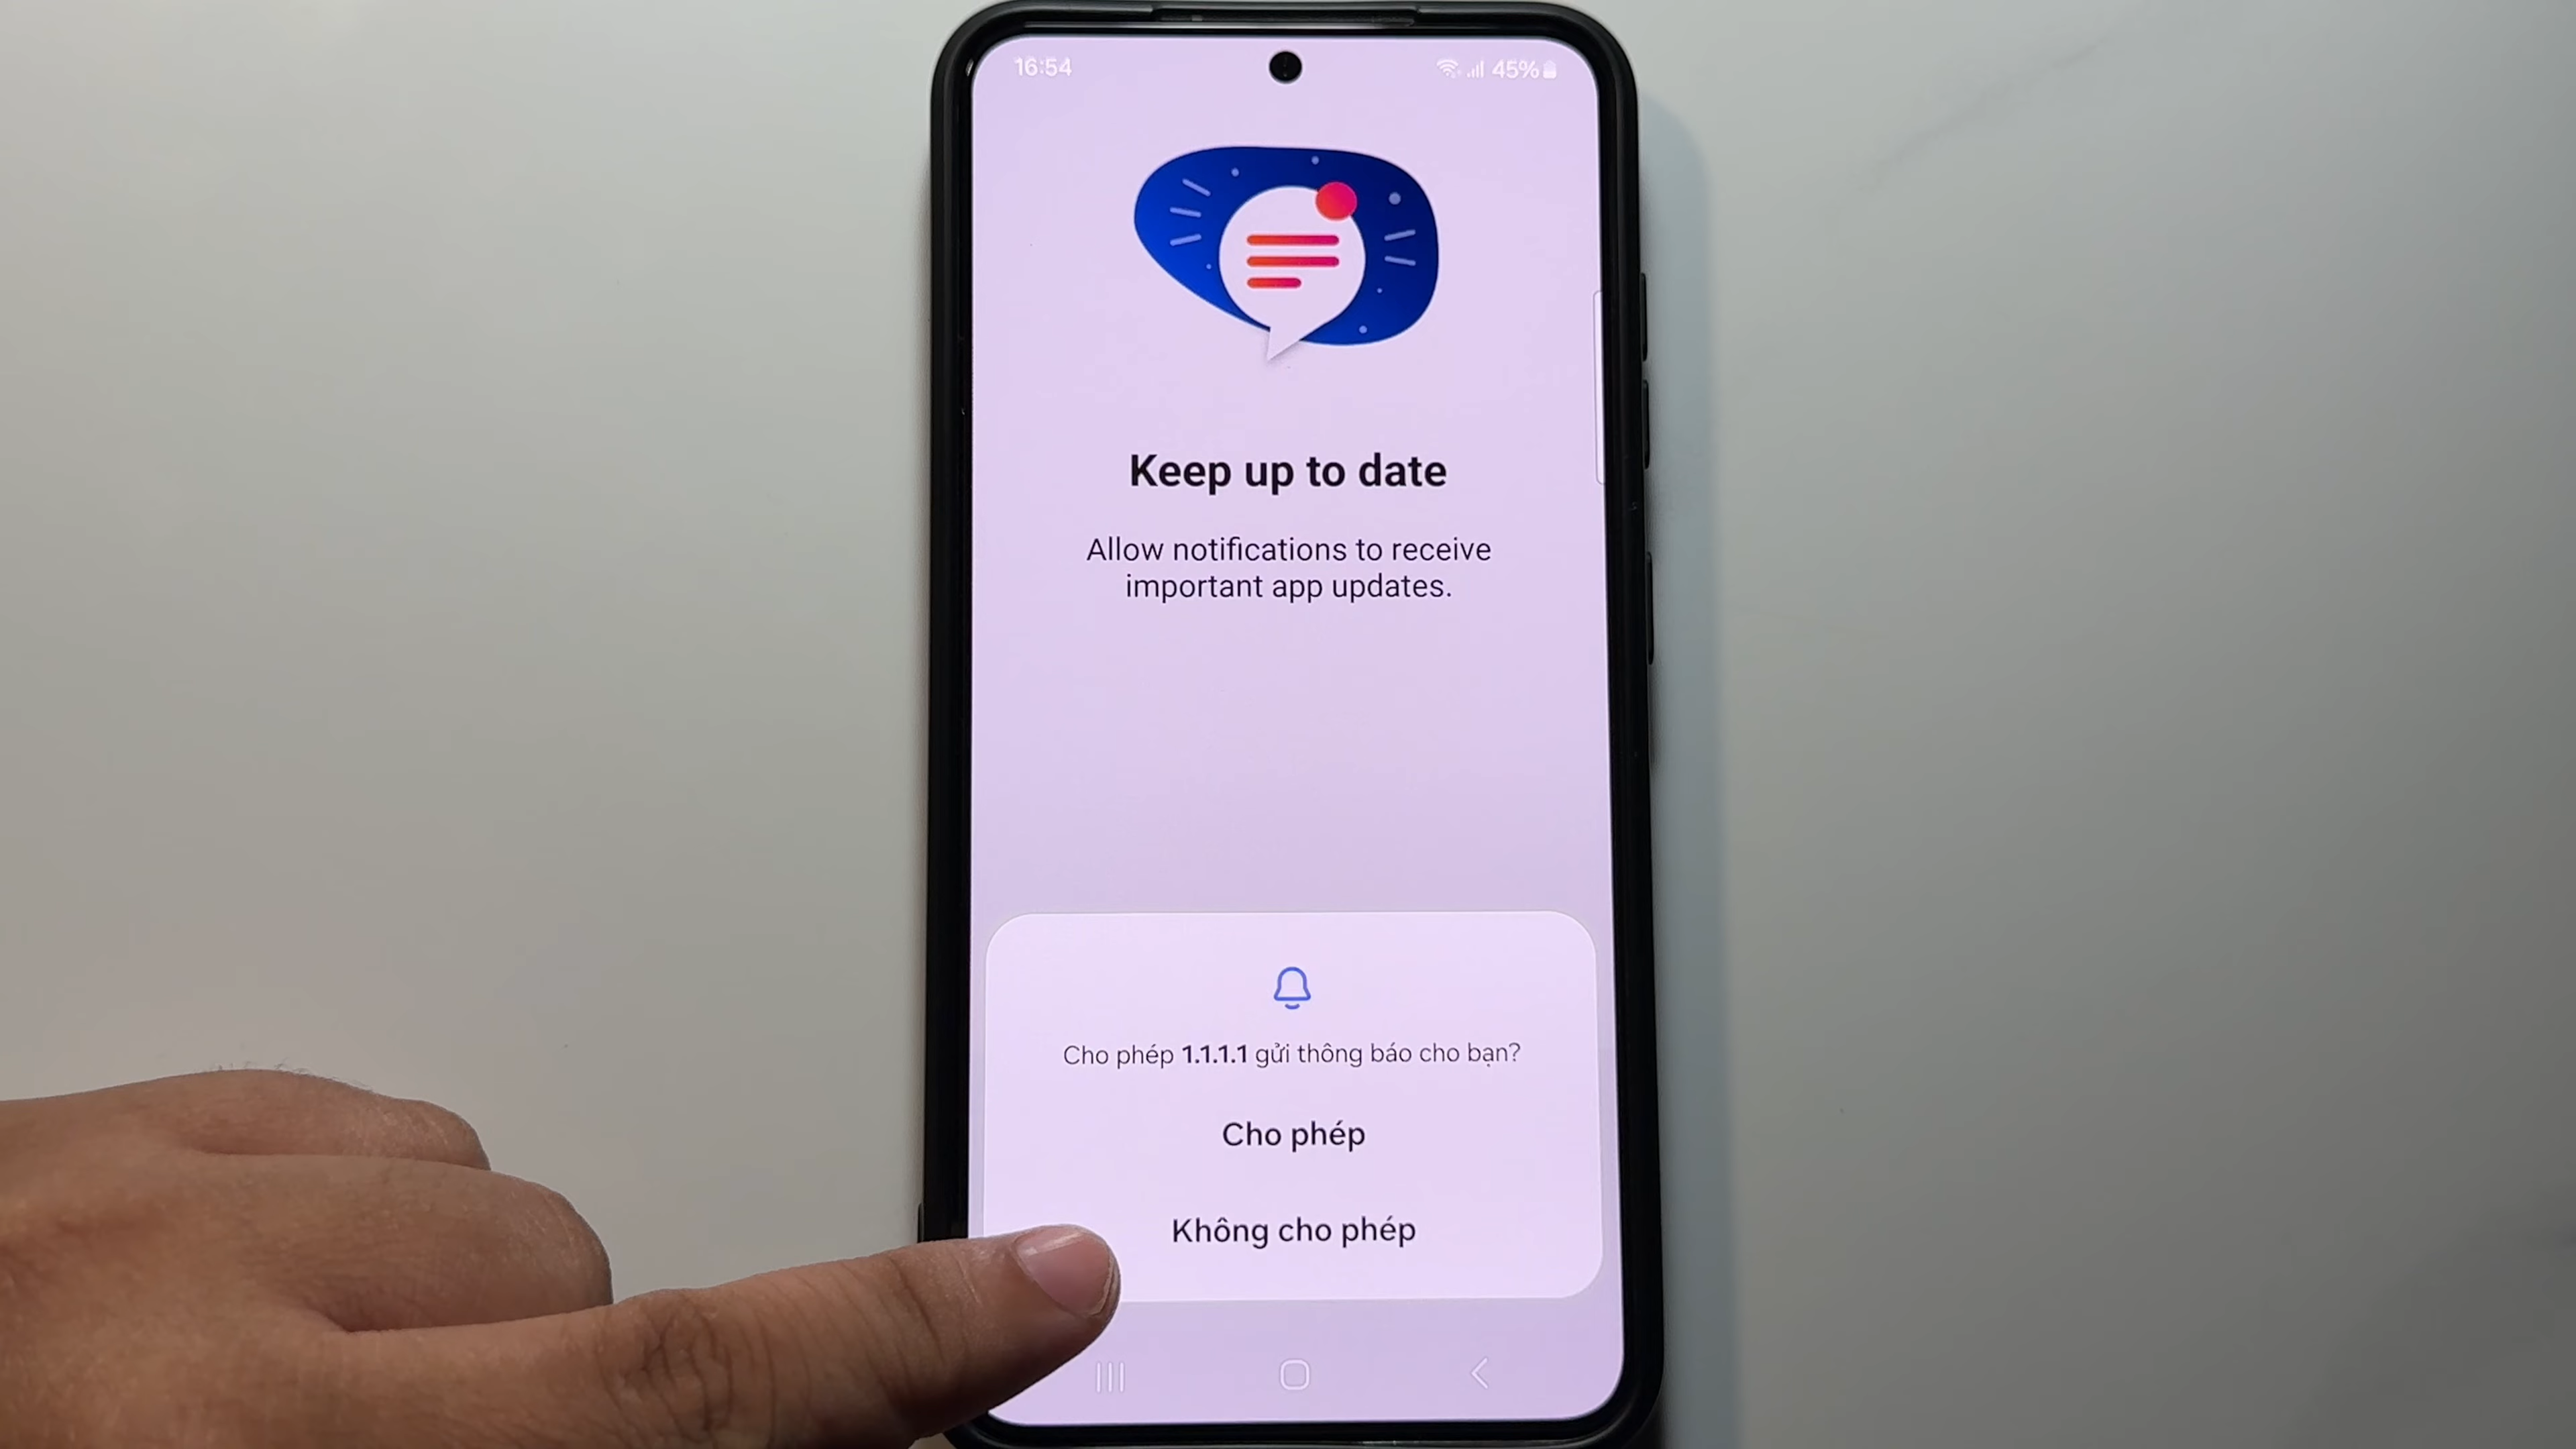 16:54
45%
Keep up to date
Allow notifications to receive
important app updates.
Cho phép 1.1.1.1 gửi thông báo cho bạn?
Cho phép
Không cho phép